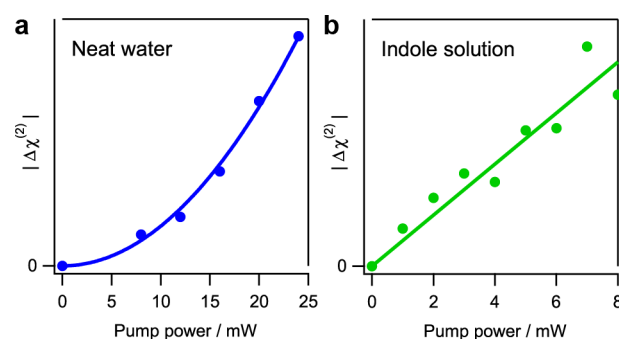 a
Neat water
| Δχ⁽²⁾ |
0
0 5 10 15 20 25
Pump power / mW
b
Indole solution
| Δχ⁽²⁾ |
0
0 2 4 6 8
Pump power / mW